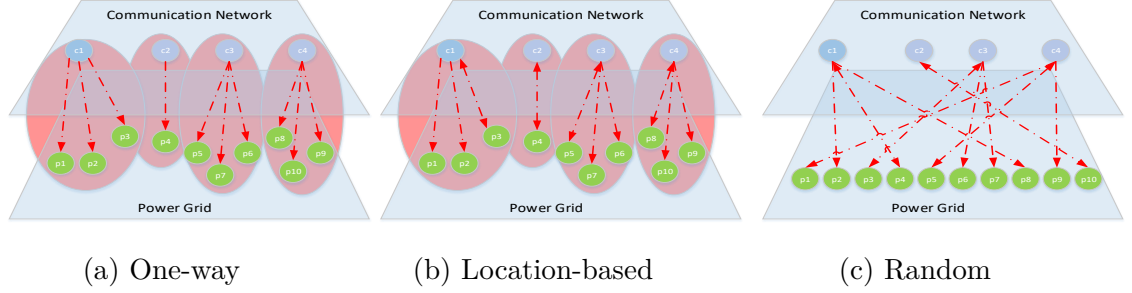 Communication Network
c1 c2 c3 c4
p1 p2 p3 p4 p5 p6 p7 p8 p9 p10
Power Grid
(a) One-way
Communication Network
c1 c2 c3 c4
p1 p2 p3 p4 p5 p6 p7 p8 p9 p10
Power Grid
(b) Location-based
Communication Network
c1 c2 c3 c4
p1 p2 p3 p4 p5 p6 p7 p8 p9 p10
Power Grid
(c) Random